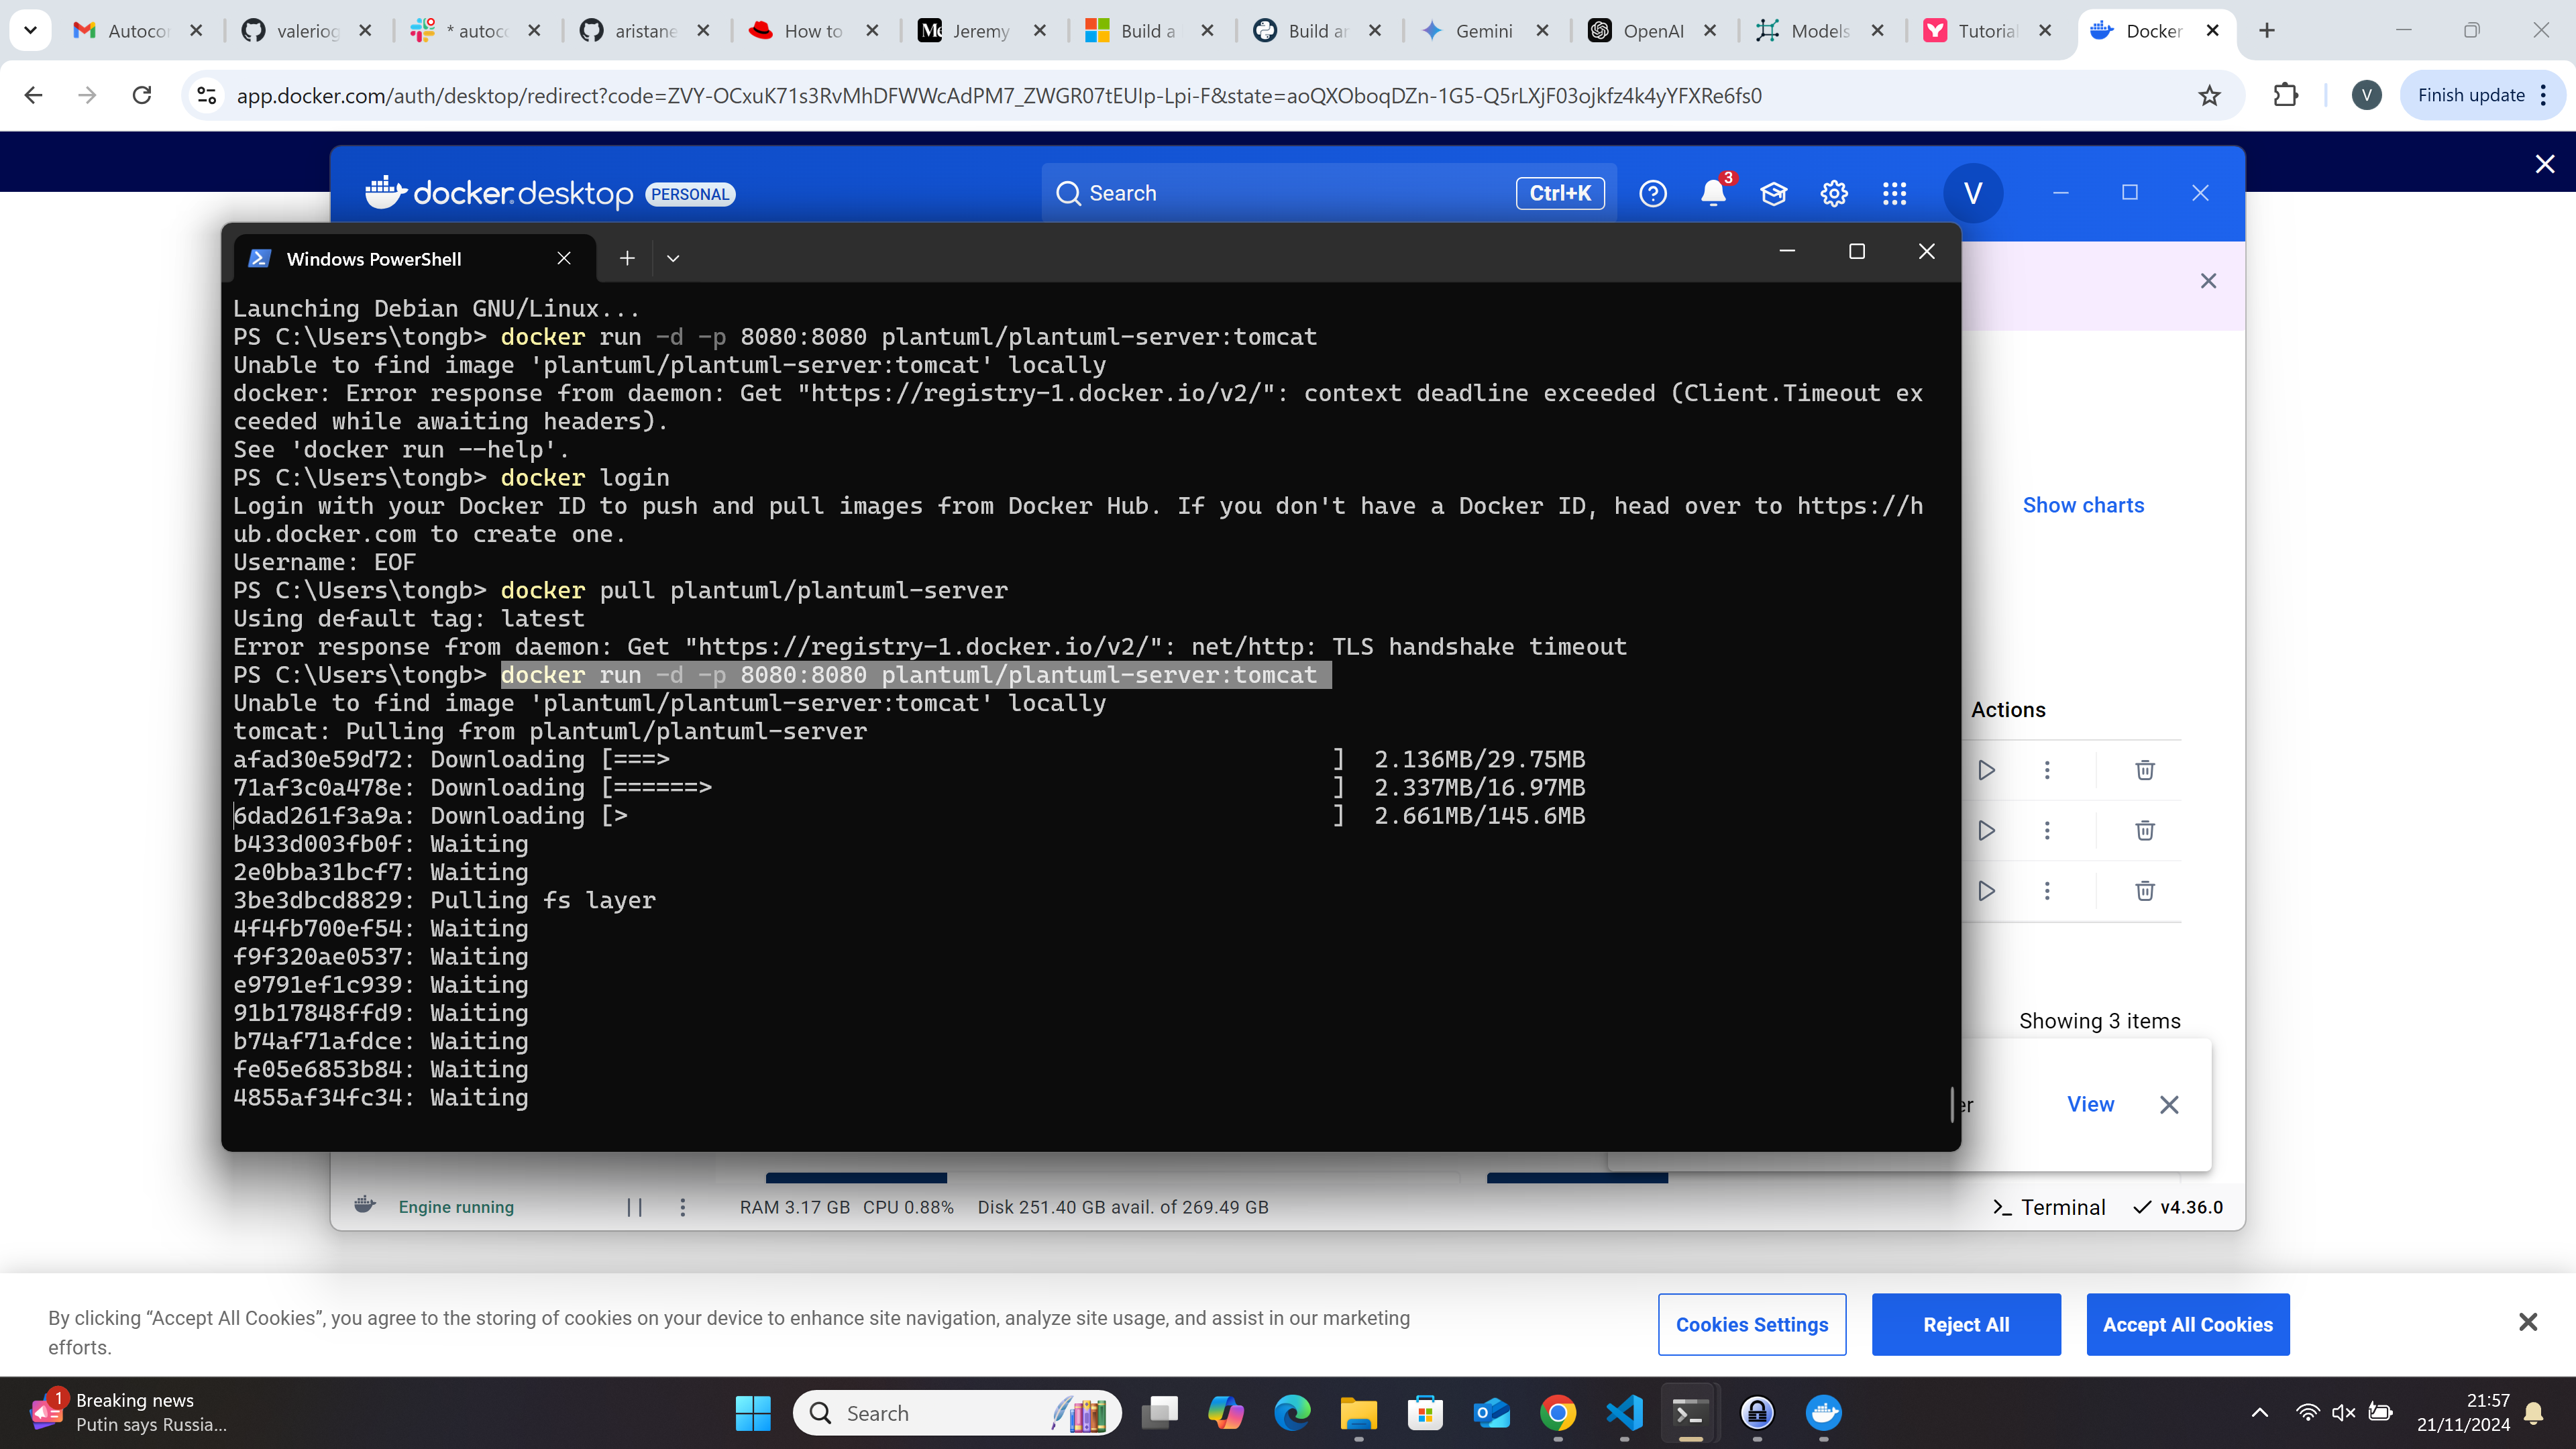 Autocor
valeriog
* autoco
aristane
How to
Jeremy
Build a
Build ar
Gemini
OpenAI
Models
Tutorial
Docker
app.docker.com/auth/desktop/redirect?code=ZVY-OCxuK71s3RvMhDFWWcAdPM7_ZWGR07tEUIp-Lpi-F&state=aoQXOboqDZn-1G5-Q5rLXjF03ojkfz4k4yYFXRe6fs0
V
Finish update
docker.desktop PERSONAL
Search
Ctrl+K
3
V
Windows PowerShell
Launching Debian GNU/Linux...
PS C:\Users\tongb> docker run -d -p 8080:8080 plantuml/plantuml-server:tomcat
Unable to find image 'plantuml/plantuml-server:tomcat' locally
docker: Error response from daemon: Get "https://registry-1.docker.io/v2/": context deadline exceeded (Client.Timeout ex
ceeded while awaiting headers).
See 'docker run --help'.
PS C:\Users\tongb> docker login
Login with your Docker ID to push and pull images from Docker Hub. If you don't have a Docker ID, head over to https://h
ub.docker.com to create one.
Username: EOF
PS C:\Users\tongb> docker pull plantuml/plantuml-server
Using default tag: latest
Error response from daemon: Get "https://registry-1.docker.io/v2/": net/http: TLS handshake timeout
PS C:\Users\tongb> docker run -d -p 8080:8080 plantuml/plantuml-server:tomcat
Unable to find image 'plantuml/plantuml-server:tomcat' locally
tomcat: Pulling from plantuml/plantuml-server
afad30e59d72: Downloading [===> ] 2.136MB/29.75MB
71af3c0a478e: Downloading [======> ] 2.337MB/16.97MB
6dad261f3a9a: Downloading [> ] 2.661MB/145.6MB
b433d003fb0f: Waiting
2e0bba31bcf7: Waiting
3be3dbcd8829: Pulling fs layer
4f4fb700ef54: Waiting
f9f320ae0537: Waiting
e9791ef1c939: Waiting
91b17848ffd9: Waiting
b74af71afdce: Waiting
fe05e6853b84: Waiting
4855af34fc34: Waiting
Show charts
Actions
Showing 3 items
er
View
Engine running
RAM 3.17 GB CPU 0.88% Disk 251.40 GB avail. of 269.49 GB
Terminal
v4.36.0
By clicking “Accept All Cookies”, you agree to the storing of cookies on your device to enhance site navigation, analyze site usage, and assist in our marketing
efforts.
Cookies Settings
Reject All
Accept All Cookies
1
Breaking news
Putin says Russia...
Search
21:57
21/11/2024